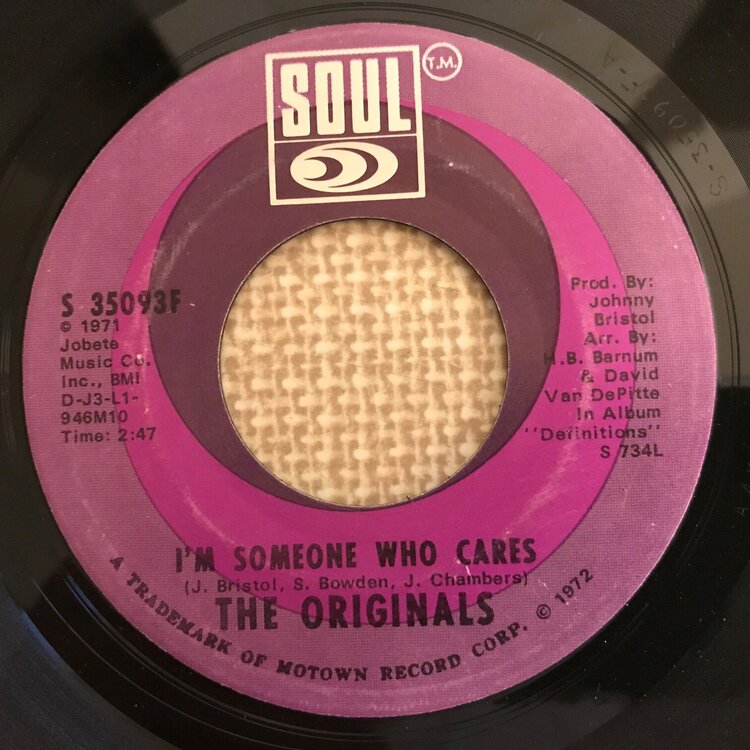 SOUL
T.M.
S 35093F
© 1971
Jobete
Music Co.
Inc., BMI
D-J3-L1-
946M10
Time: 2:47
Prod. By:
Johnny
Bristol
Arr. By:
H.B. Barnum
& David
Van DePitte
In Album
"Definitions"
S 734L
I'M SOMEONE WHO CARES
(J. Bristol, S. Bowden, J. Chambers)
THE ORIGINALS
A TRADEMARK OF MOTOWN RECORD CORP. © 1972